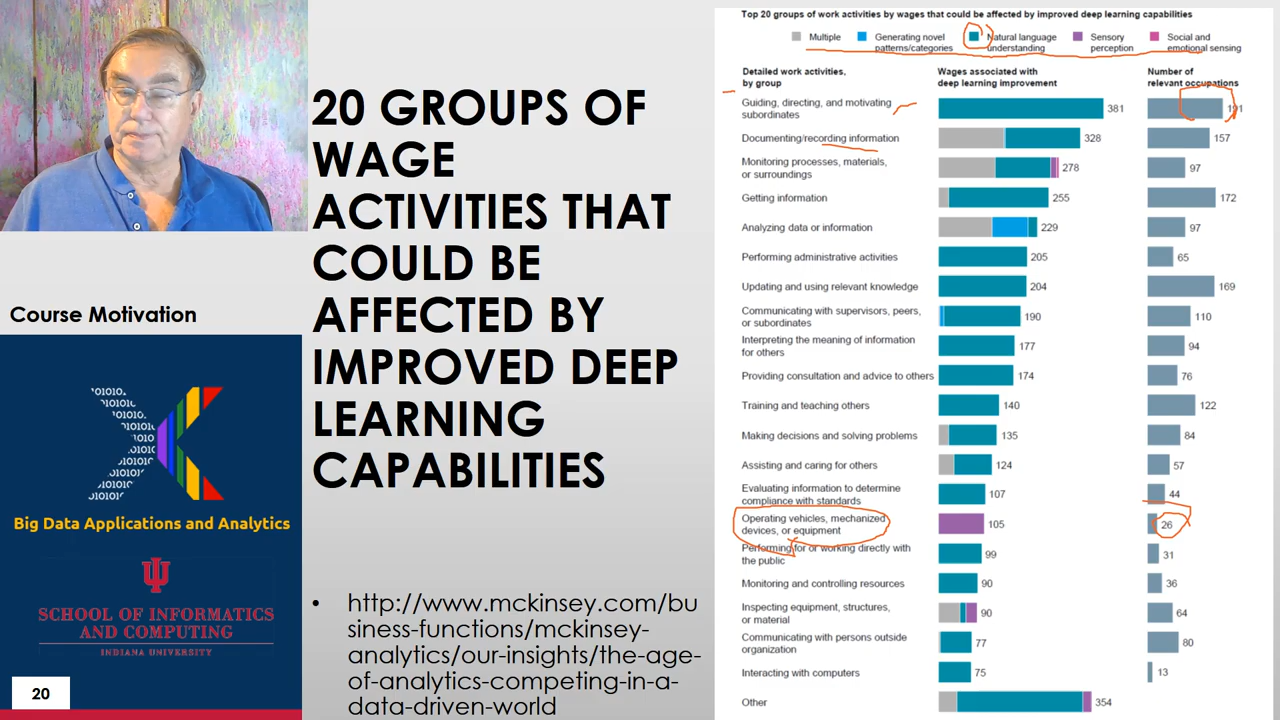 20 GROUPS OF
WAGE
ACTIVITIES THAT
COULD BE
AFFECTED BY
IMPROVED DEEP
LEARNING
CAPABILITIES
• http://www.mckinsey.com/bu
siness-functions/mckinsey-
analytics/our-insights/the-age-
of-analytics-competing-in-a-
data-driven-world
Course Motivation
Big Data Applications and Analytics
SCHOOL OF INFORMATICS
AND COMPUTING
INDIANA UNIVERSITY
20
Top 20 groups of work activities by wages that could be affected by improved deep learning capabilities
Multiple
Generating novel
patterns/categories
Natural language
understanding
Sensory
perception
Social and
emotional sensing
Detailed work activities,
by group
Wages associated with
deep learning improvement
Number of
relevant occupations
Guiding, directing, and motivating
subordinates
381
Documenting/recording information 328 157
Monitoring processes, materials,
or surroundings
278 97
Getting information 255 172
Analyzing data or information 229 97
Performing administrative activities 205 65
Updating and using relevant knowledge 204 169
Communicating with supervisors, peers,
or subordinates
190 110
Interpreting the meaning of information
for others
177 94
Providing consultation and advice to others 174 76
Training and teaching others 140 122
Making decisions and solving problems 135 84
Assisting and caring for others 124 57
Evaluating information to determine
compliance with standards
107 44
Operating vehicles, mechanized
devices, or equipment
105 26
Performing for or working directly with
the public
99 31
Monitoring and controlling resources 90 36
Inspecting equipment, structures,
or material
90 64
Communicating with persons outside
organization
77 80
Interacting with computers 75 13
Other 354